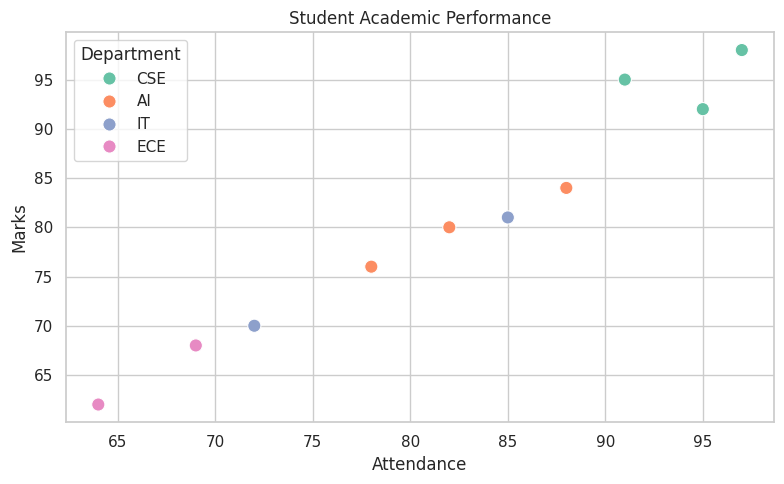 Student Academic Performance
Department
CSE
AI
IT
ECE
Marks
95
90
85
80
75
70
65
65 70 75 80 85 90 95
Attendance